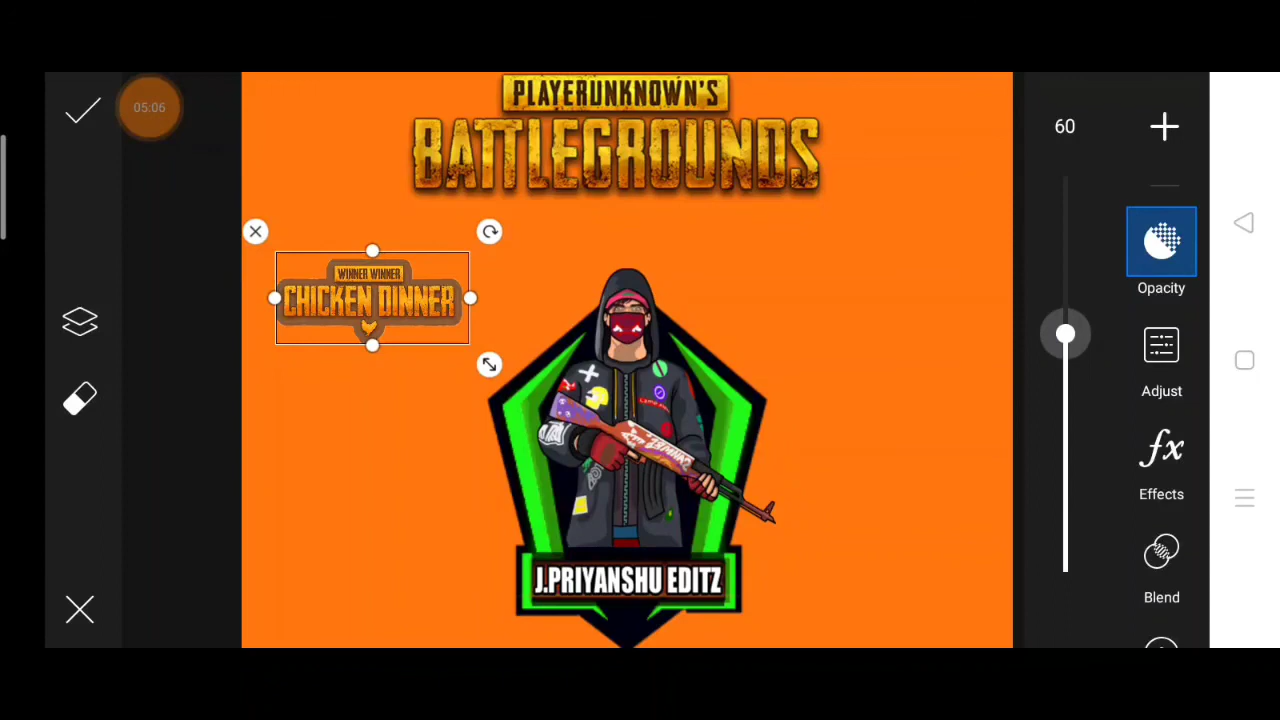 05:06
PLAYERUNKNOWN'S
BATTLEGROUNDS
60
WINNER WINNER
CHICKEN DINNER
Opacity
Adjust
fx
Effects
Blend
J.PRIYANSHU EDITZ